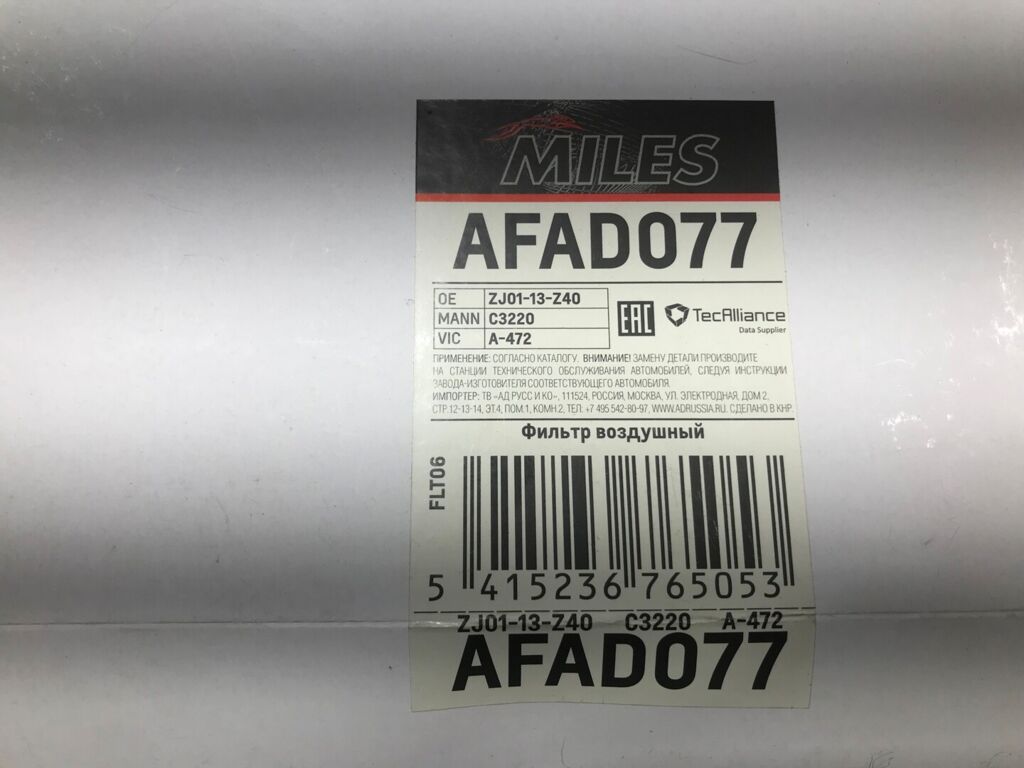 MILES
AFAD077
OE ZJ01-13-Z40
MANN C3220
VIC A-472
EAC
TecAlliance
Data Supplier
ПРИМЕНЕНИЕ: СОГЛАСНО КАТАЛОГУ. ВНИМАНИЕ! ЗАМЕНУ ДЕТАЛИ ПРОИЗВОДИТЕ
НА СТАНЦИИ ТЕХНИЧЕСКОГО ОБСЛУЖИВАНИЯ АВТОМОБИЛЕЙ, СЛЕДУЯ ИНСТРУКЦИИ
ЗАВОДА-ИЗГОТОВИТЕЛЯ СООТВЕТСТВУЮЩЕГО АВТОМОБИЛЯ.
ИМПОРТЕР: ТВ «АД РУСС И КО», 111524, РОССИЯ, МОСКВА, УЛ. ЭЛЕКТРОДНАЯ, ДОМ 2,
СТР.12-13-14, ЭТ.4, ПОМ.1, КОМН.2, ТЕЛ. +7 495 542-80-97, WWW.ADRUSSIA.RU. СДЕЛАНО В КНР.
Фильтр воздушный
FLT06
5 415236 765053
ZJ01-13-Z40 C3220 A-472
AFAD077